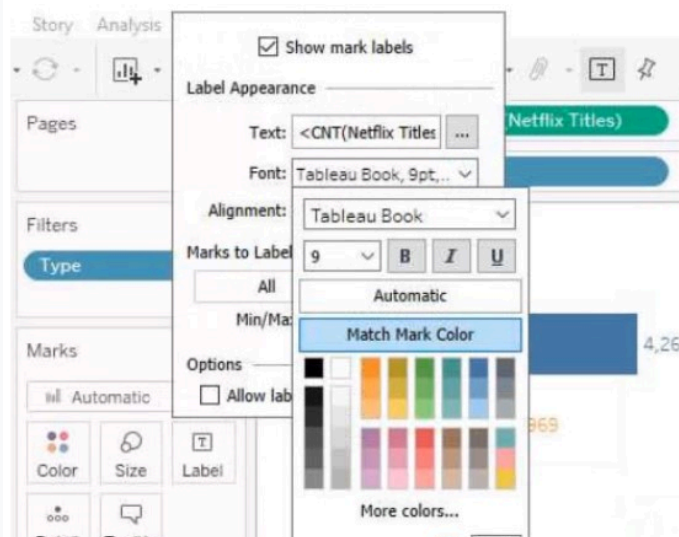 Story Analysis
Show mark labels
Label Appearance
Pages
Text: <CNT(Netflix Titles ...
Netflix Titles)
Font: Tableau Book, 9pt,..
Alignment:
Tableau Book
Filters
Type
Marks to Label
9 B I U
All
Automatic
Min/Ma
Match Mark Color
4,26
Marks
Options
Automatic
Allow lab
969
Color Size Label
More colors...